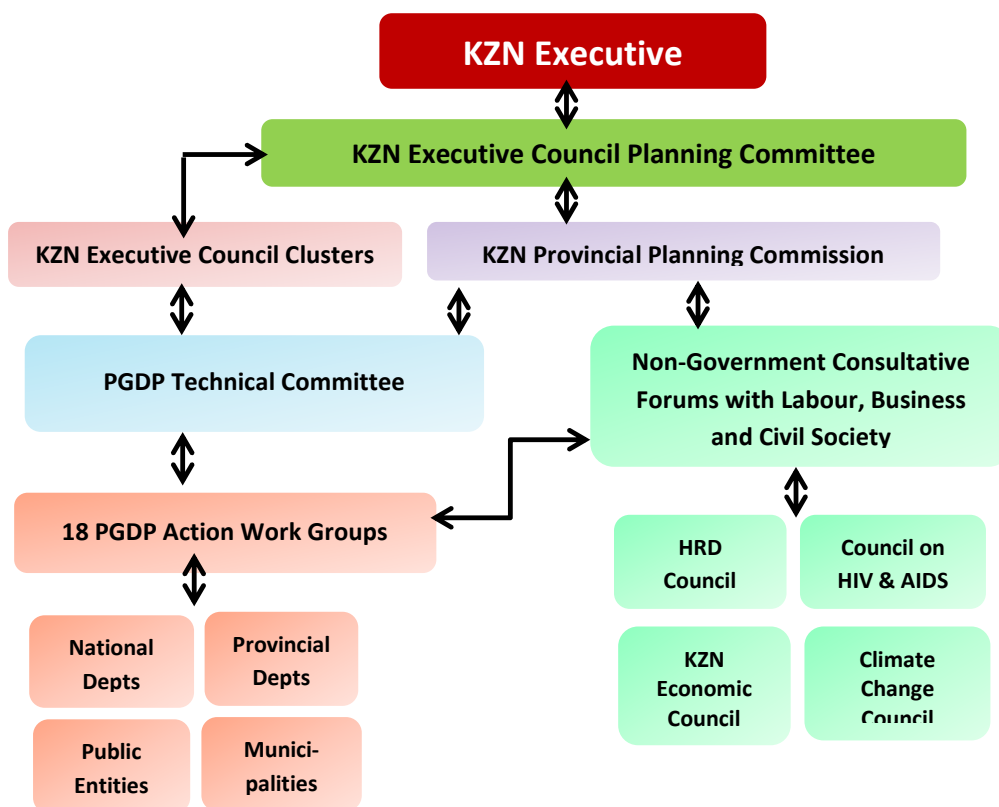 KZN Executive
KZN Executive Council Planning Committee
KZN Executive Council Clusters
KZN Provincial Planning Commission
PGDP Technical Committee
Non-Government Consultative
Forums with Labour, Business
and Civil Society
18 PGDP Action Work Groups
HRD
Council
Council on
HIV & AIDS
National
Depts
Provincial
Depts
KZN
Economic
Council
Climate
Change
Council
Public
Entities
Munici-
palities